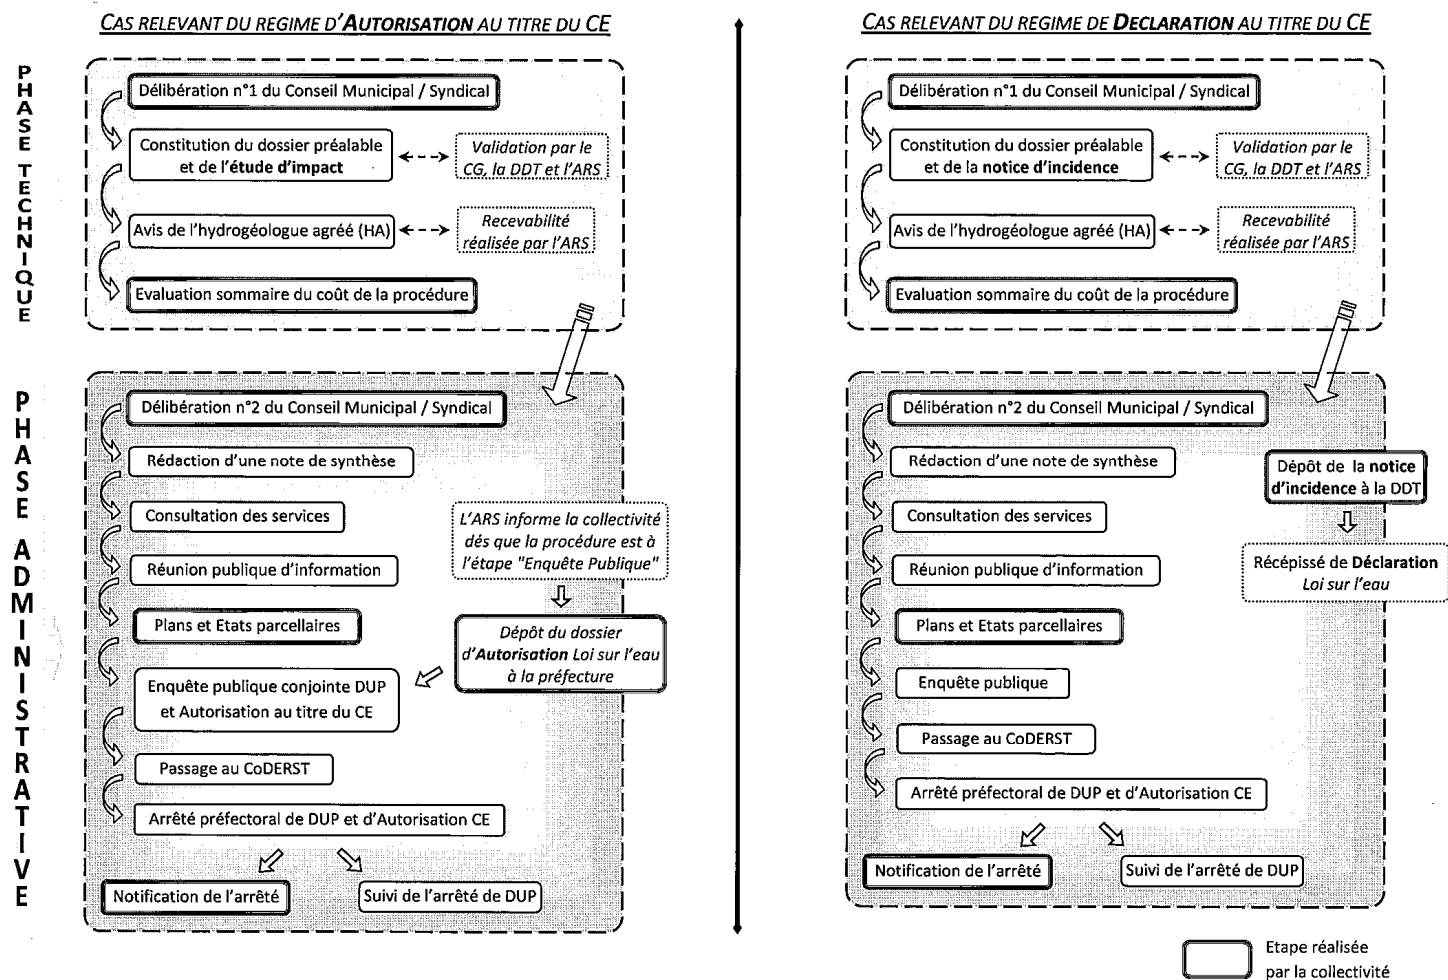 CAS RELEVANT DU REGIME D'AUTORISATION AU TITRE DU CE
PHASE TECHNIQUE
Délibération n°1 du Conseil Municipal / Syndical
Constitution du dossier préalable
et de l'étude d'impact
Validation par le
CG, la DDT et l'ARS
Avis de l'hydrogéologue agréé (HA)
Recevabilité
réalisée par l'ARS
Evaluation sommaire du coût de la procédure
PHASE ADMINISTRATIVE
Délibération n°2 du Conseil Municipal / Syndical
Rédaction d'une note de synthèse
Consultation des services
Réunion publique d'information
Plans et Etats parcellaires
L'ARS informe la collectivité
dés que la procédure est à
l'étape "Enquête Publique"
Dépôt du dossier
d'Autorisation Loi sur l'eau
à la préfecture
Enquête publique conjointe DUP
et Autorisation au titre du CE
Passage au CoDERST
Arrêté préfectoral de DUP et d'Autorisation CE
Notification de l'arrêté
Suivi de l'arrêté de DUP
CAS RELEVANT DU REGIME DE DECLARATION AU TITRE DU CE
Délibération n°1 du Conseil Municipal / Syndical
Constitution du dossier préalable
et de la notice d'incidence
Validation par le
CG, la DDT et l'ARS
Avis de l'hydrogéologue agréé (HA)
Recevabilité
réalisée par l'ARS
Evaluation sommaire du coût de la procédure
Délibération n°2 du Conseil Municipal / Syndical
Rédaction d'une note de synthèse
Consultation des services
Réunion publique d'information
Plans et Etats parcellaires
Dépôt de la notice
d'incidence à la DDT
Récépissé de Déclaration
Loi sur l'eau
Enquête publique
Passage au CoDERST
Arrêté préfectoral de DUP et d'Autorisation CE
Notification de l'arrêté
Suivi de l'arrêté de DUP
Etape réalisée
par la collectivité